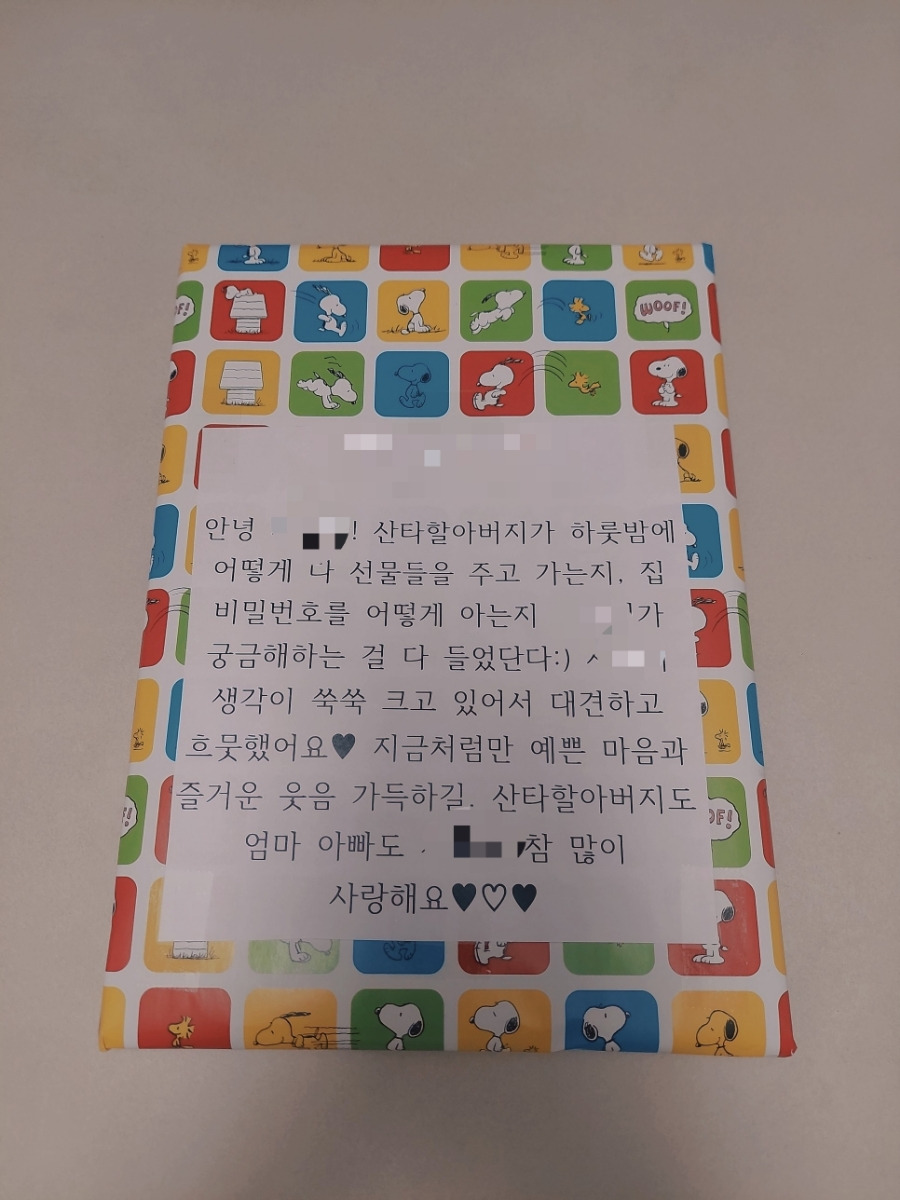 WOOF!
안녕 ! 산타할아버지가 하룻밤에
어떻게 다 선물들을 주고 가는지, 집
비밀번호를 어떻게 아는지 가
궁금해하는 걸 다 들었단다:)
생각이 쑥쑥 크고 있어서 대견하고
흐뭇했어요♥ 지금처럼만 예쁜 마음과
즐거운 웃음 가득하길. 산타할아버지도
엄마 아빠도 참 많이
사랑해요♥♡♥